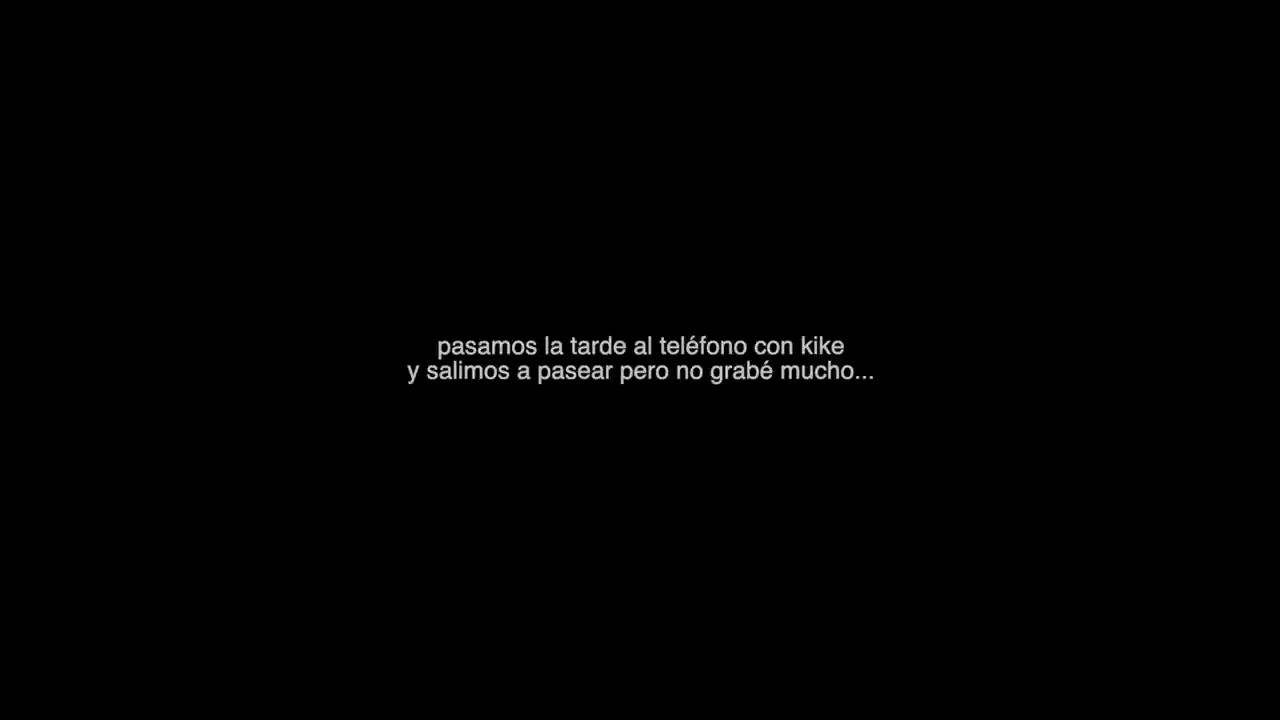 pasamos la tarde al teléfono con kike
y salimos a pasear pero no grabé mucho...